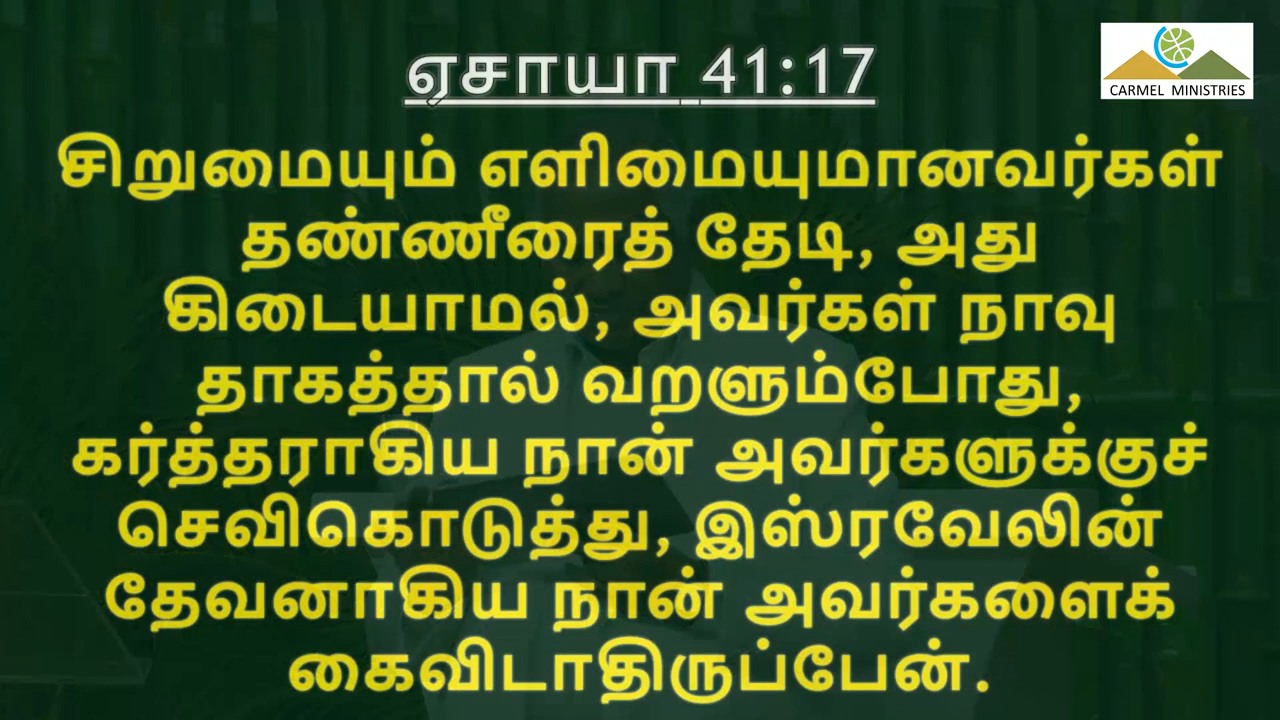 ஏசாயா 41:17
CARMEL MINISTRIES
சிறுமையும் எளிமையுமானவர்கள்
தண்ணீரைத் தேடி, அது
கிடையாமல், அவர்கள் நாவு
தாகத்தால் வறளும்போது,
கர்த்தராகிய நான் அவர்களுக்குச்
செவிகொடுத்து, இஸ்ரவேலின்
தேவனாகிய நான் அவர்களைக்
கைவிடாதிருப்பேன்.